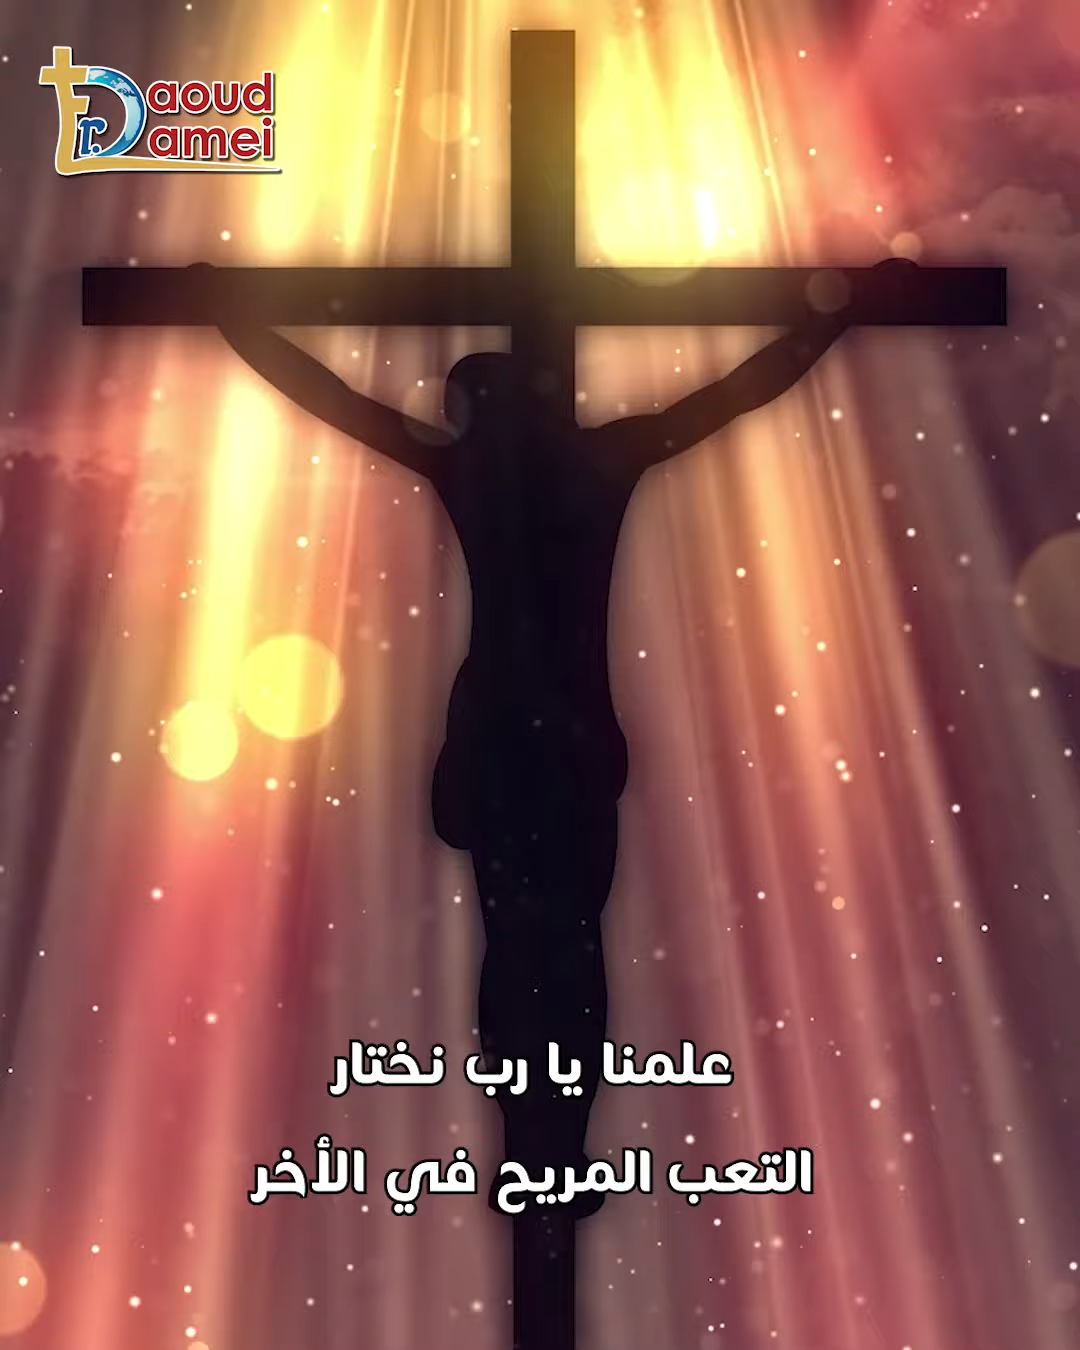 Fr. Daoud
Lamei
علمنا يا رب نختار
التعب المريح في الأخر